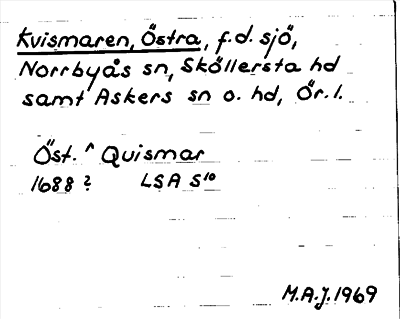 Kvismaren, Östra, f.d. sjö,
Norrbyås sn, Sköllersta hd
samt Askers sn o. hd, Ör. l.
Öst. ^ Quismar
1688 ? LSA S¹⁰
M.A.J. 1969